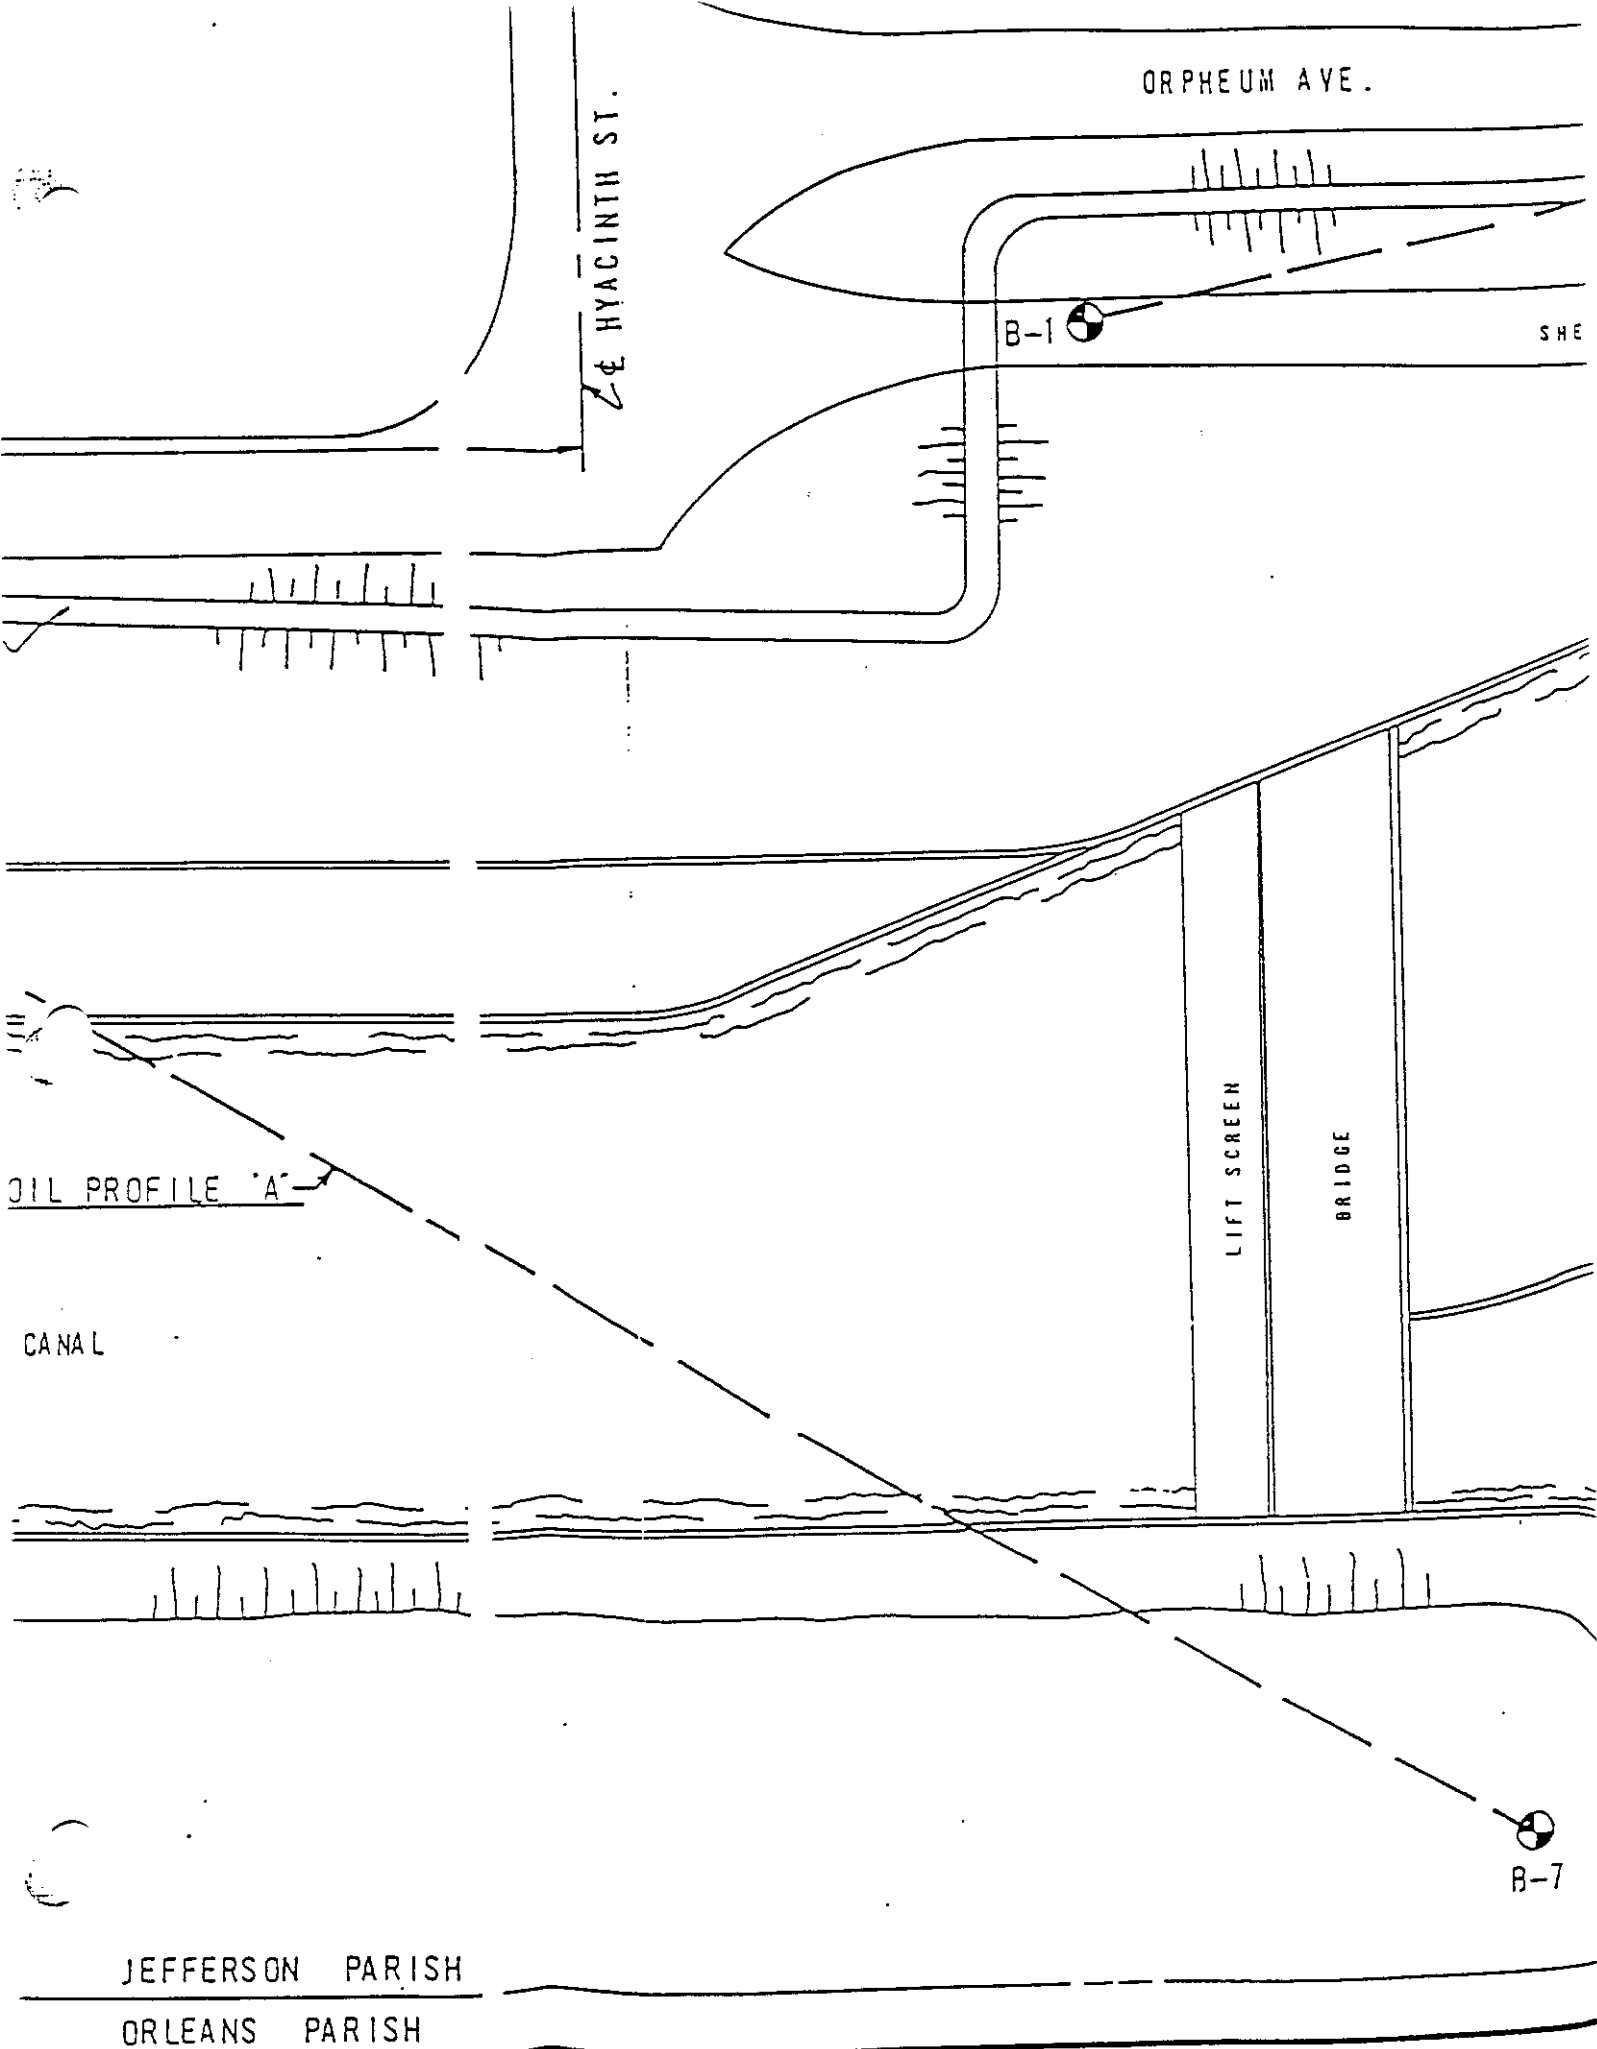 ORPHEUM AVE.
℄ HYACINTH ST.
B-1
SHE
LIFT SCREEN
BRIDGE
OIL PROFILE "A"
CANAL
B-7
JEFFERSON PARISH
ORLEANS PARISH